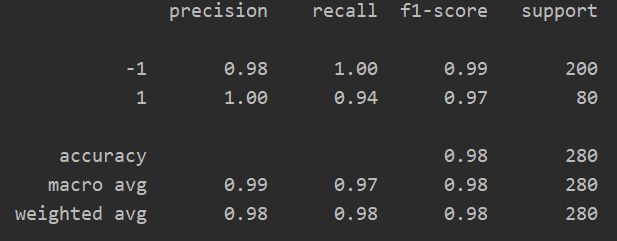 precision recall f1-score support
-1 0.98 1.00 0.99 200
1 1.00 0.94 0.97 80
accuracy 0.98 280
macro avg 0.99 0.97 0.98 280
weighted avg 0.98 0.98 0.98 280